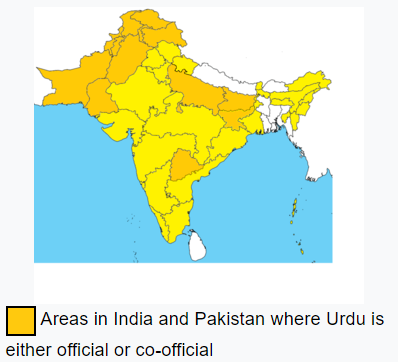 Areas in India and Pakistan where Urdu is
either official or co-official